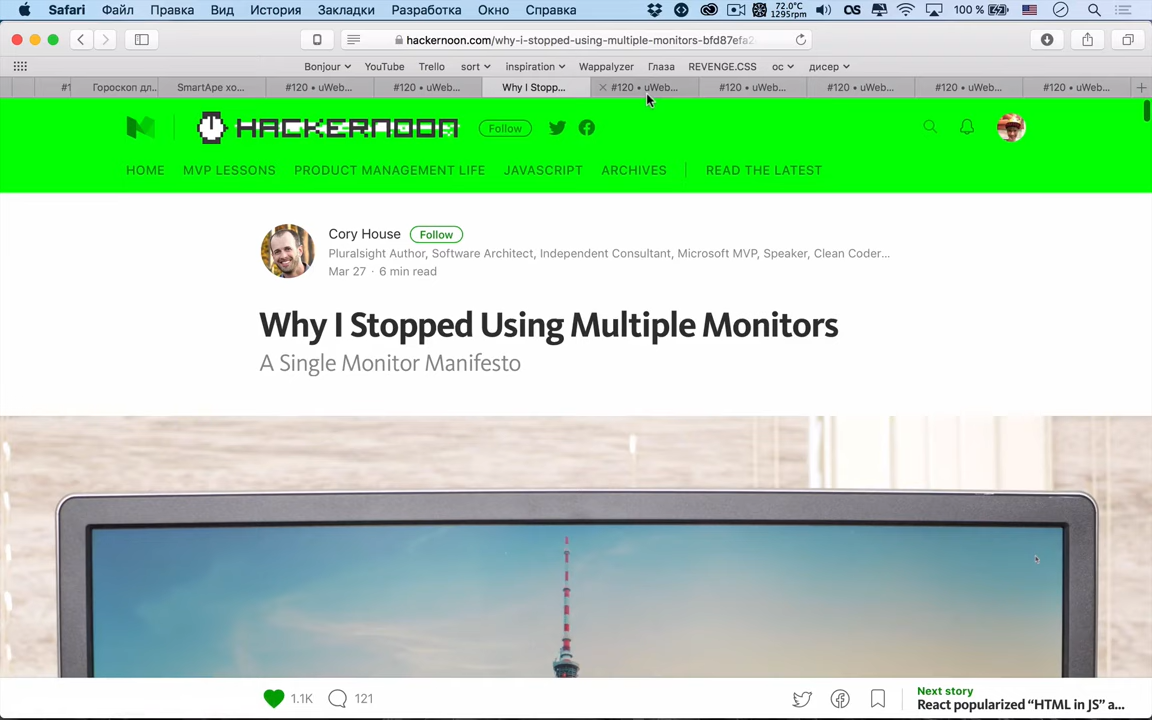 Safari Файл Правка Вид История Закладки Разработка Окно Справка 72.0°C 1295rpm 100 %
hackernoon.com/why-i-stopped-using-multiple-monitors-bfd87efa2
Bonjour YouTube Trello sort inspiration Wappalyzer Глаза REVENGE.CSS ос дисер
#1 Гороскоп дл... SmartApe хо... #120 • uWeb... #120 • uWeb... Why I Stopp... #120 • uWeb... #120 • uWeb... #120 • uWeb... #120 • uWeb... #120 • uWeb...
HACKERNOON Follow
HOME MVP LESSONS PRODUCT MANAGEMENT LIFE JAVASCRIPT ARCHIVES READ THE LATEST
Cory House Follow
Pluralsight Author, Software Architect, Independent Consultant, Microsoft MVP, Speaker, Clean Coder...
Mar 27 · 6 min read
Why I Stopped Using Multiple Monitors
A Single Monitor Manifesto
1.1K 121
Next story
React popularized “HTML in JS” a...